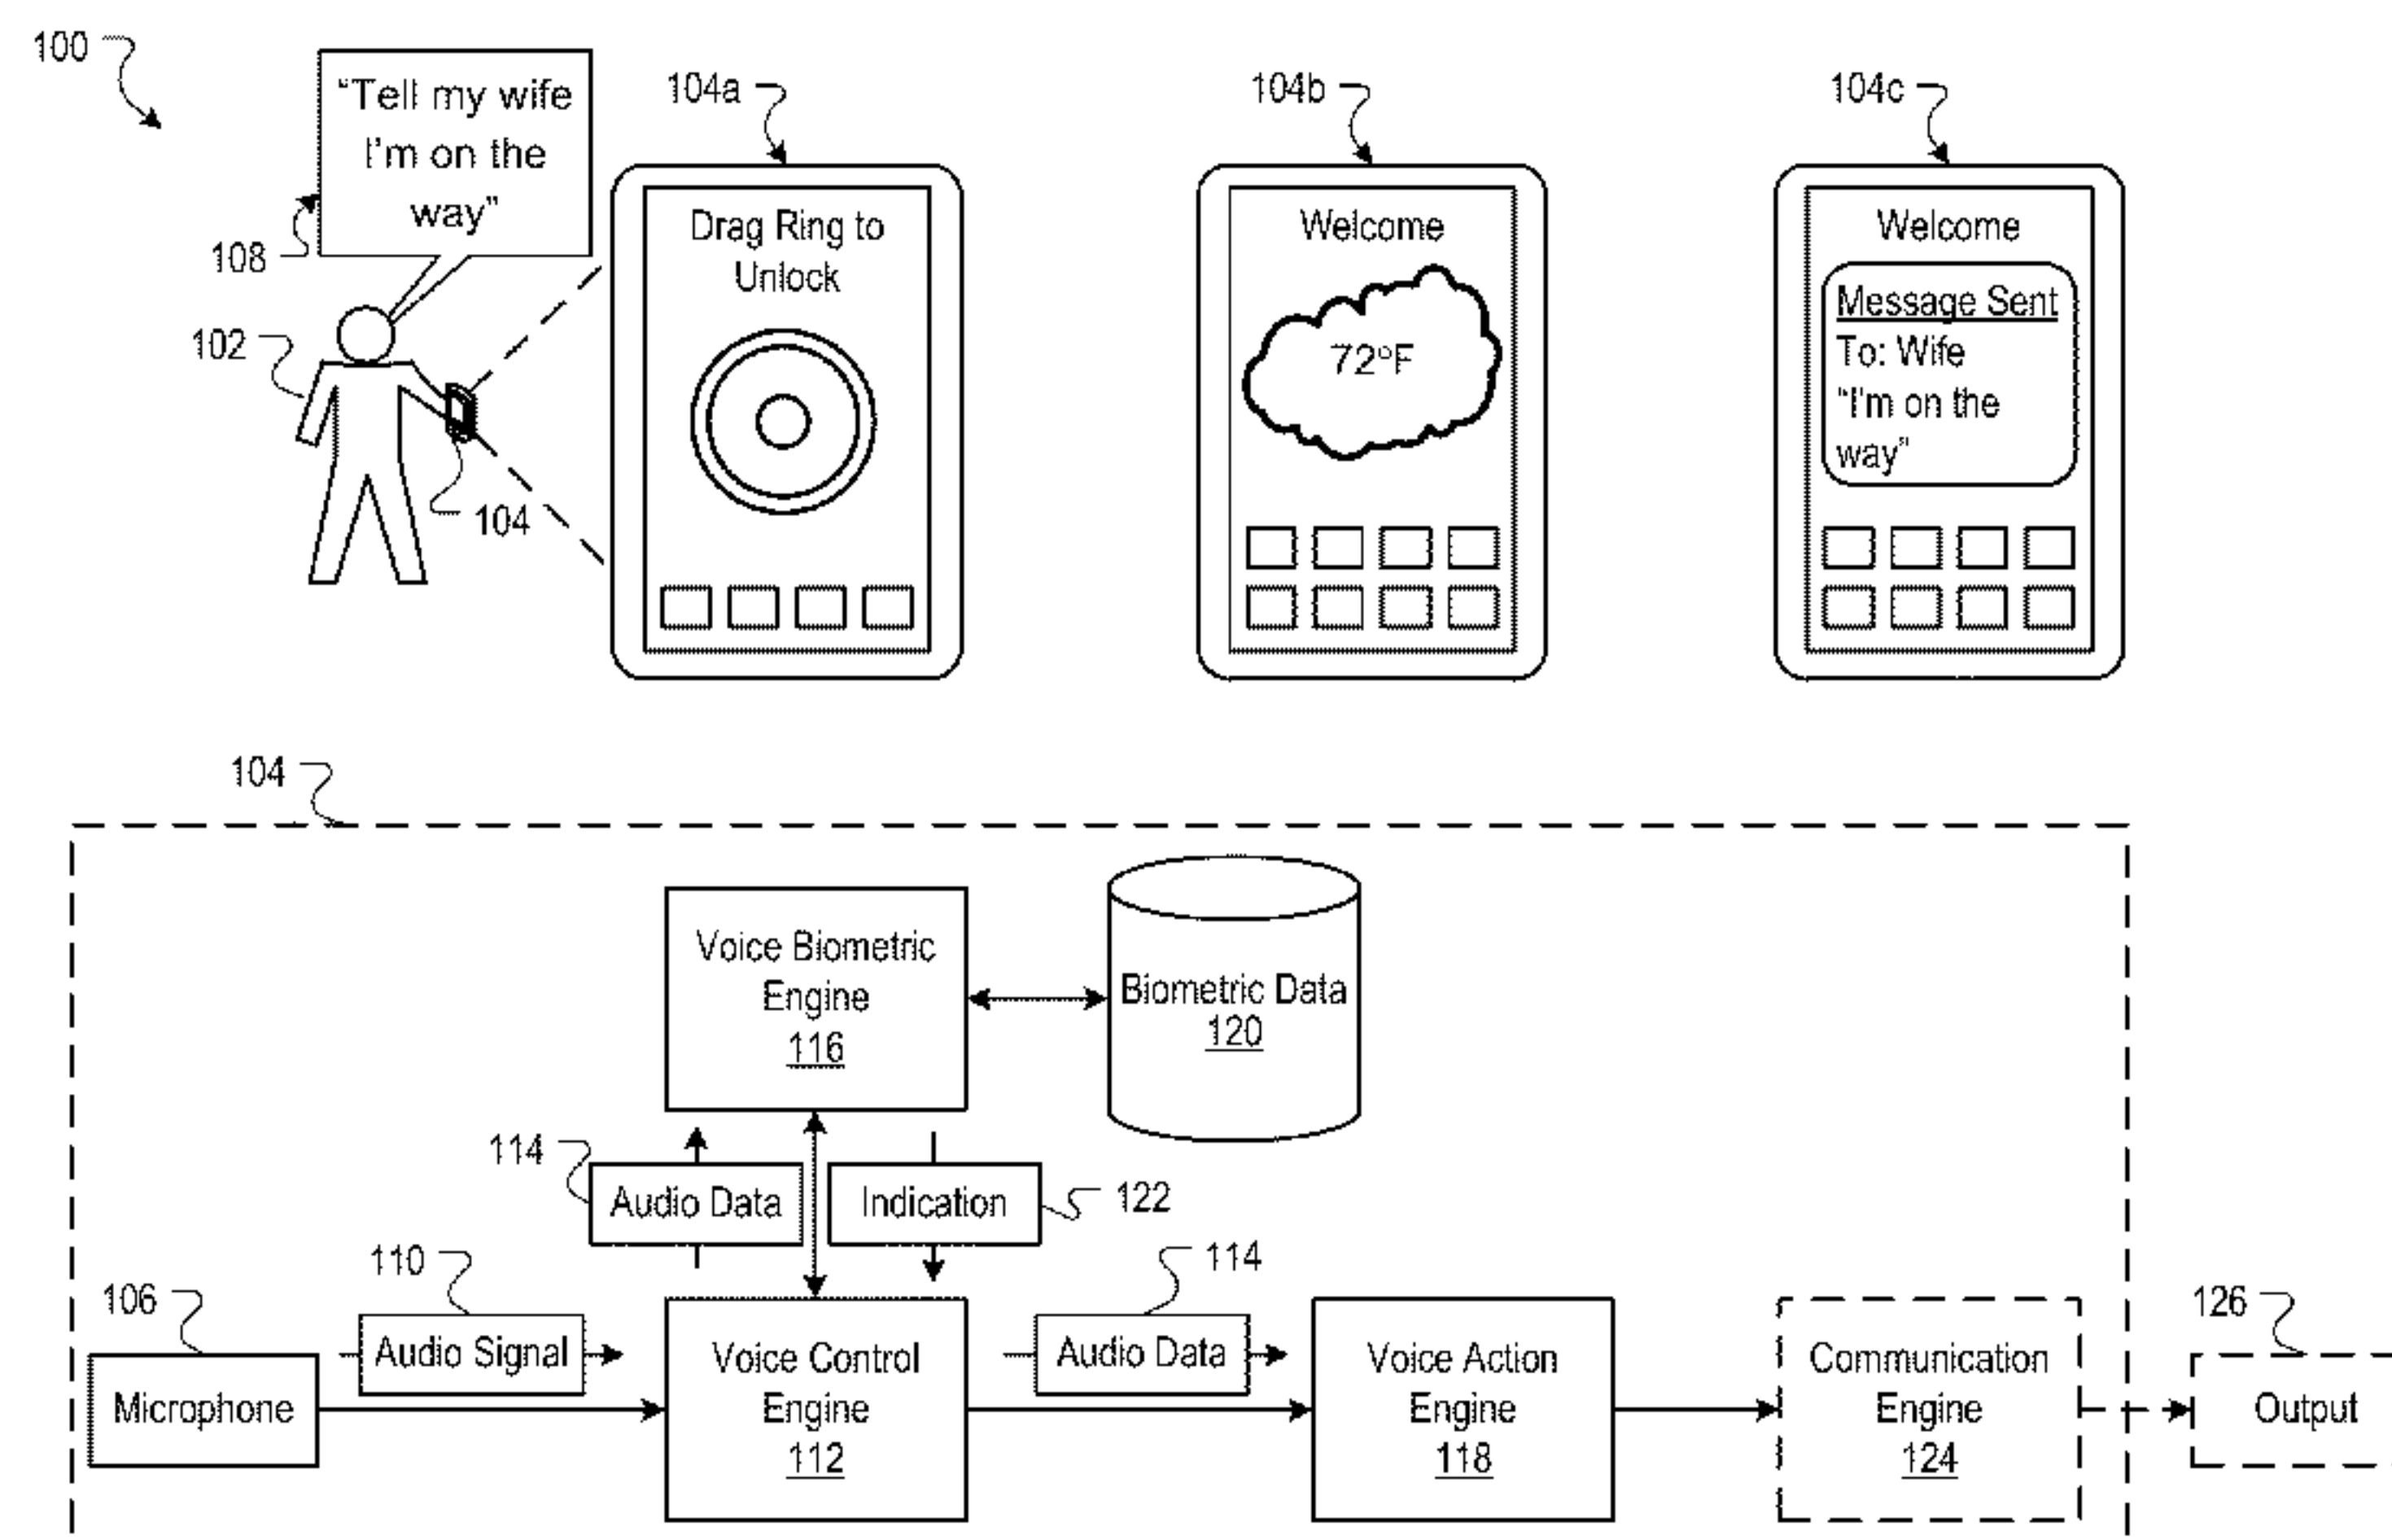 100
"Tell my wife
I'm on the
way"
108
102
104
104a
Drag Ring to
Unlock
104b
Welcome
72°F
104c
Welcome
Message Sent
To: Wife
"I'm on the
way"
104
Voice Biometric
Engine
116
Biometric Data
120
114
Audio Data
Indication
122
106
Microphone
110
Audio Signal
Voice Control
Engine
112
114
Audio Data
Voice Action
Engine
118
Communication
Engine
124
126
Output